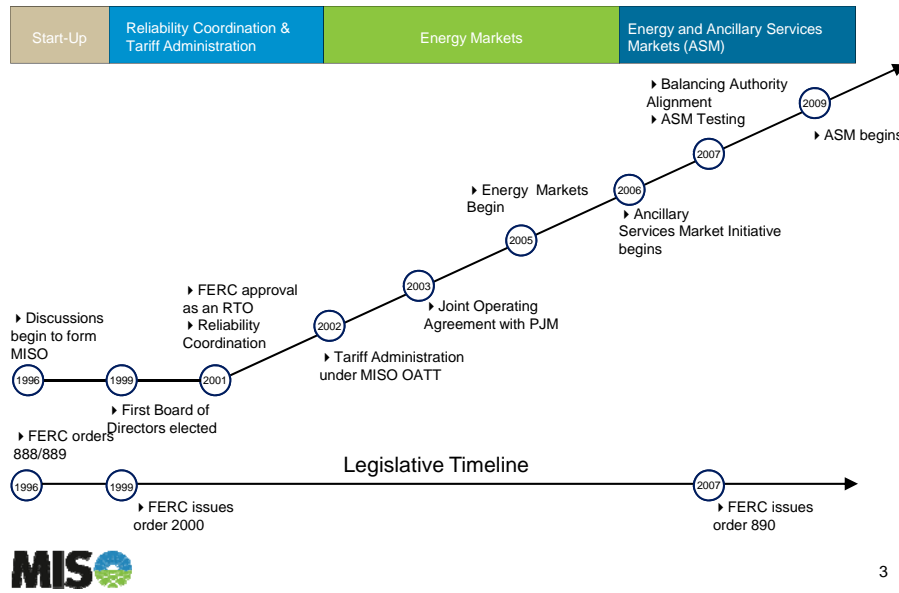 Start-Up
Reliability Coordination &
Tariff Administration
Energy Markets
Energy and Ancillary Services
Markets (ASM)
Balancing Authority
Alignment
ASM Testing
2009
ASM begins
2007
Energy Markets
Begin
2006
Ancillary
Services Market Initiative
begins
2005
FERC approval
as an RTO
Reliability
Coordination
2003
Joint Operating
Agreement with PJM
Discussions
begin to form
MISO
2002
Tariff Administration
under MISO OATT
1996
1999
2001
First Board of
Directors elected
FERC orders
888/889
Legislative Timeline
1996
1999
2007
FERC issues
order 2000
FERC issues
order 890
MISO
3